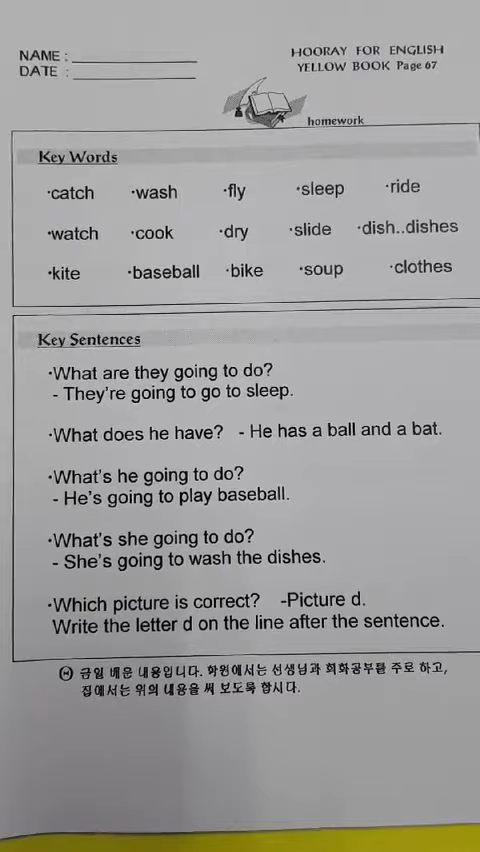 NAME : ____________
DATE : ____________
HOORAY FOR ENGLISH
YELLOW BOOK Page 67
homework
Key Words
·catch ·wash ·fly ·sleep ·ride
·watch ·cook ·dry ·slide ·dish..dishes
·kite ·baseball ·bike ·soup ·clothes
Key Sentences
·What are they going to do?
- They're going to go to sleep.
·What does he have? - He has a ball and a bat.
·What's he going to do?
- He's going to play baseball.
·What's she going to do?
- She's going to wash the dishes.
·Which picture is correct? -Picture d.
Write the letter d on the line after the sentence.
금일 배운 내용입니다. 학원에서는 선생님과 회화공부를 주로 하고,
집에서는 위의 내용을 써 보도록 합시다.